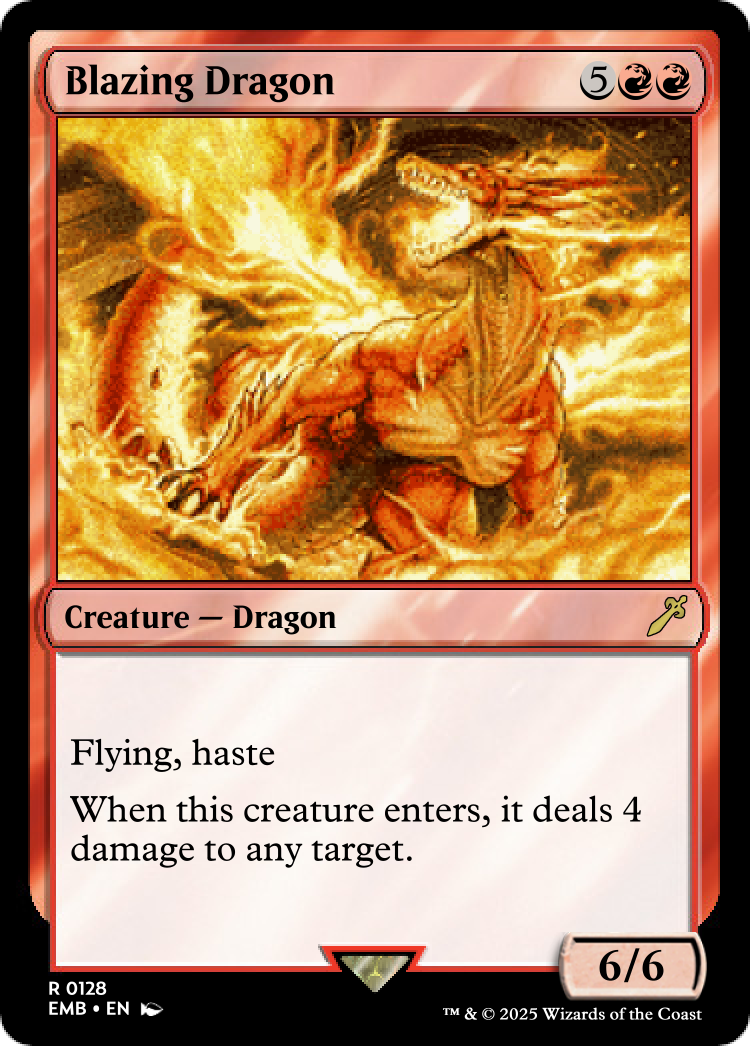 Blazing Dragon 5
Creature — Dragon
Flying, haste
When this creature enters, it deals 4
damage to any target.
6/6
R 0128
EMB • EN
™ & © 2025 Wizards of the Coast